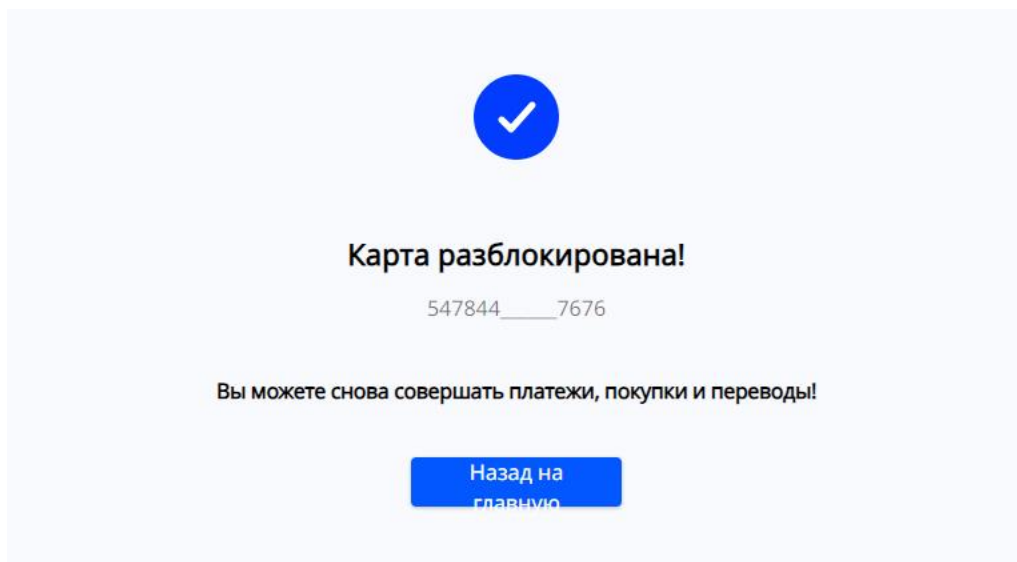 Карта разблокирована!
547844______7676
Вы можете снова совершать платежи, покупки и переводы!
Назад на
главную